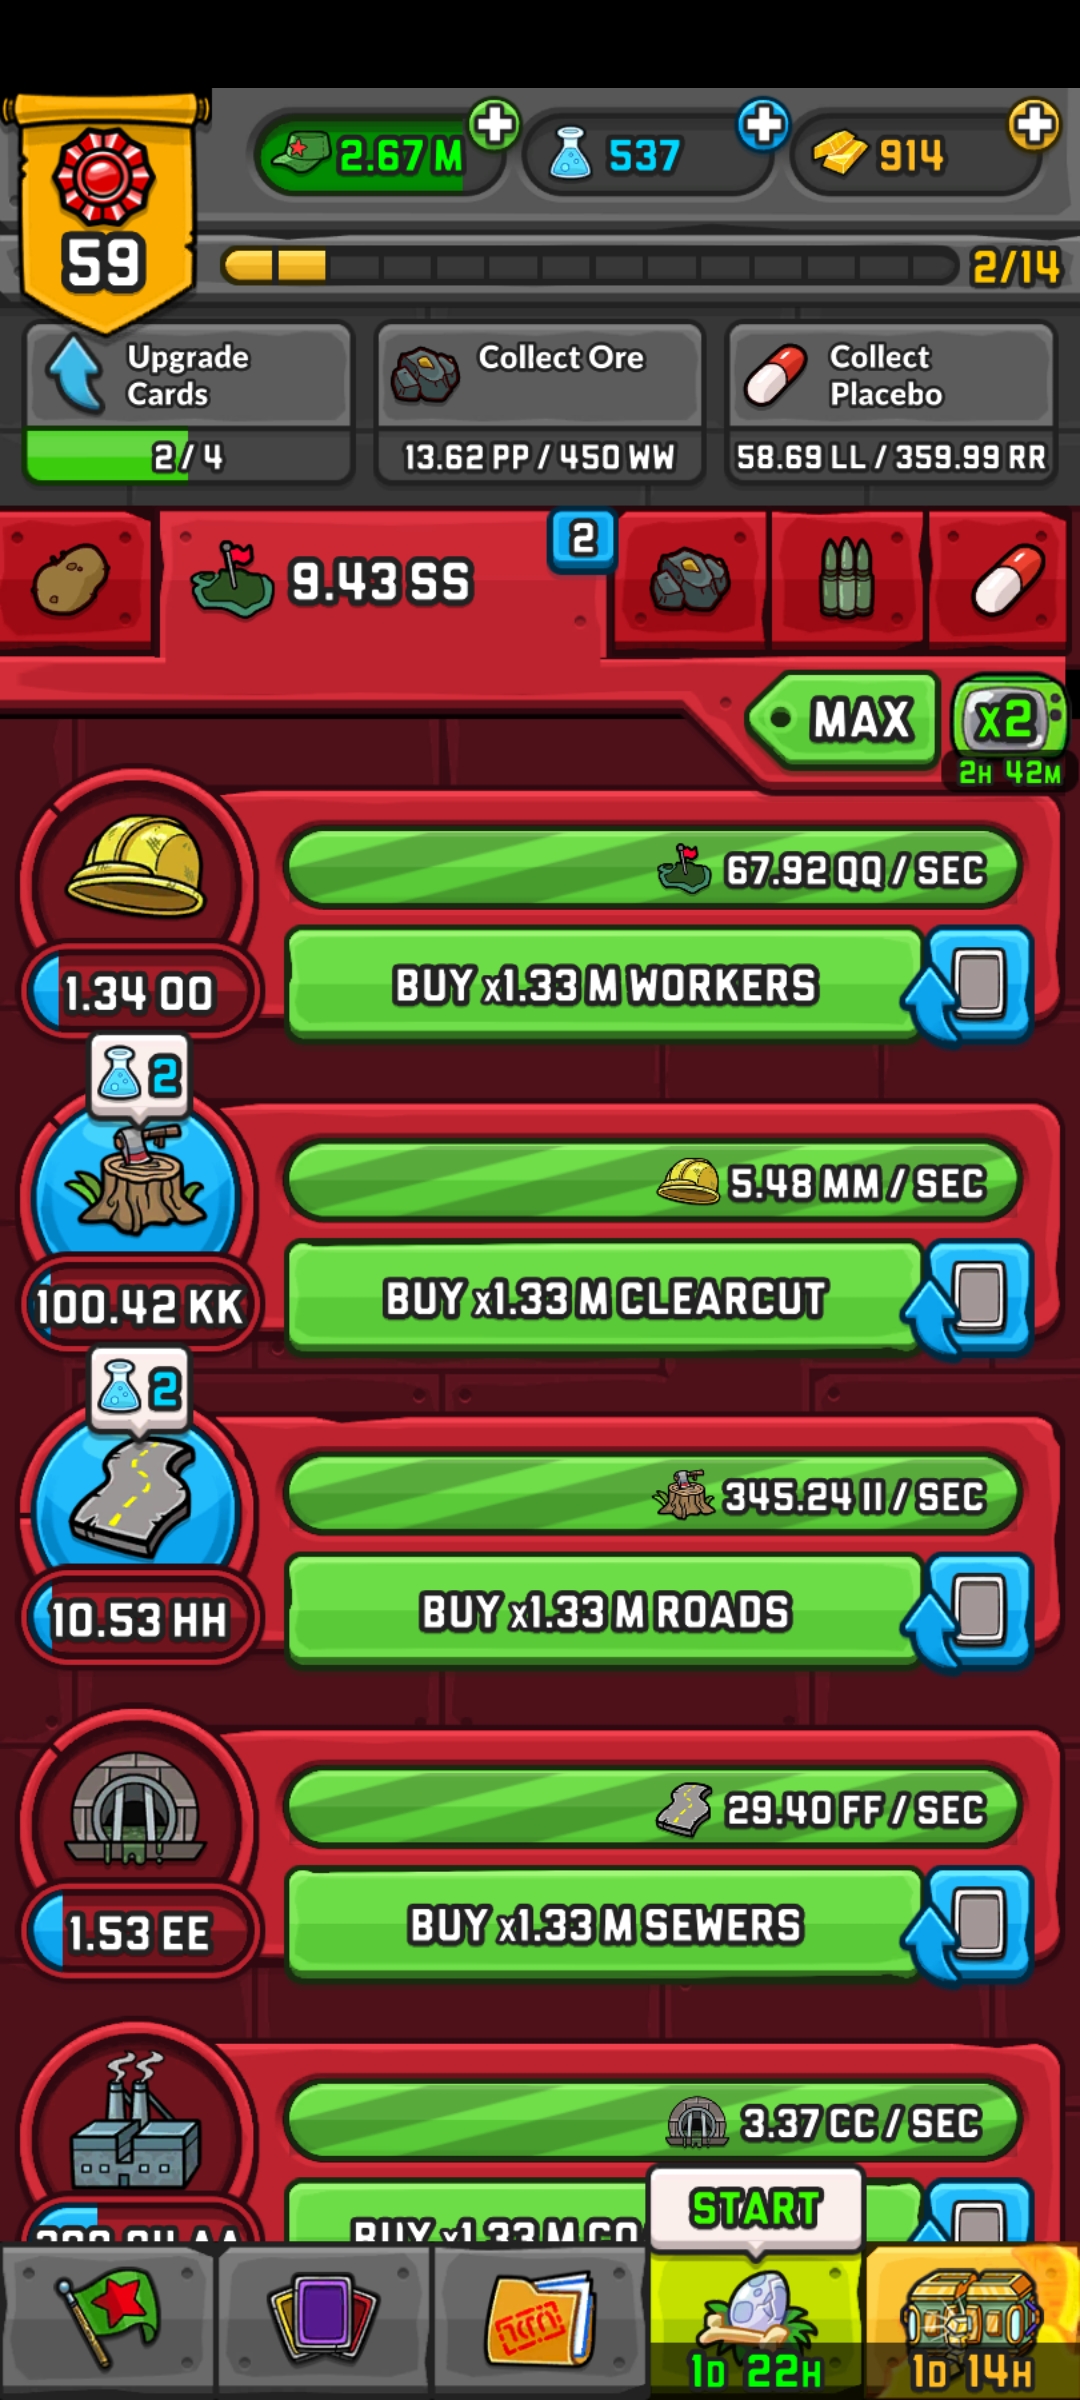 2.67 M
537
914
59
2/14
Upgrade
Cards
2/4
Collect Ore
13.62 PP / 450 WW
Collect
Placebo
58.69 LL / 359.99 RR
9.43 SS
2
MAX
x2
2H 42M
67.92 QQ / SEC
1.34 OO
BUY x1.33 M WORKERS
2
5.48 MM / SEC
100.42 KK
BUY x1.33 M CLEARCUT
2
345.24 II / SEC
10.53 HH
BUY x1.33 M ROADS
29.40 FF / SEC
1.53 EE
BUY x1.33 M SEWERS
3.37 CC / SEC
BUY x1.33 M CO
START
1D 22H
1D 14H